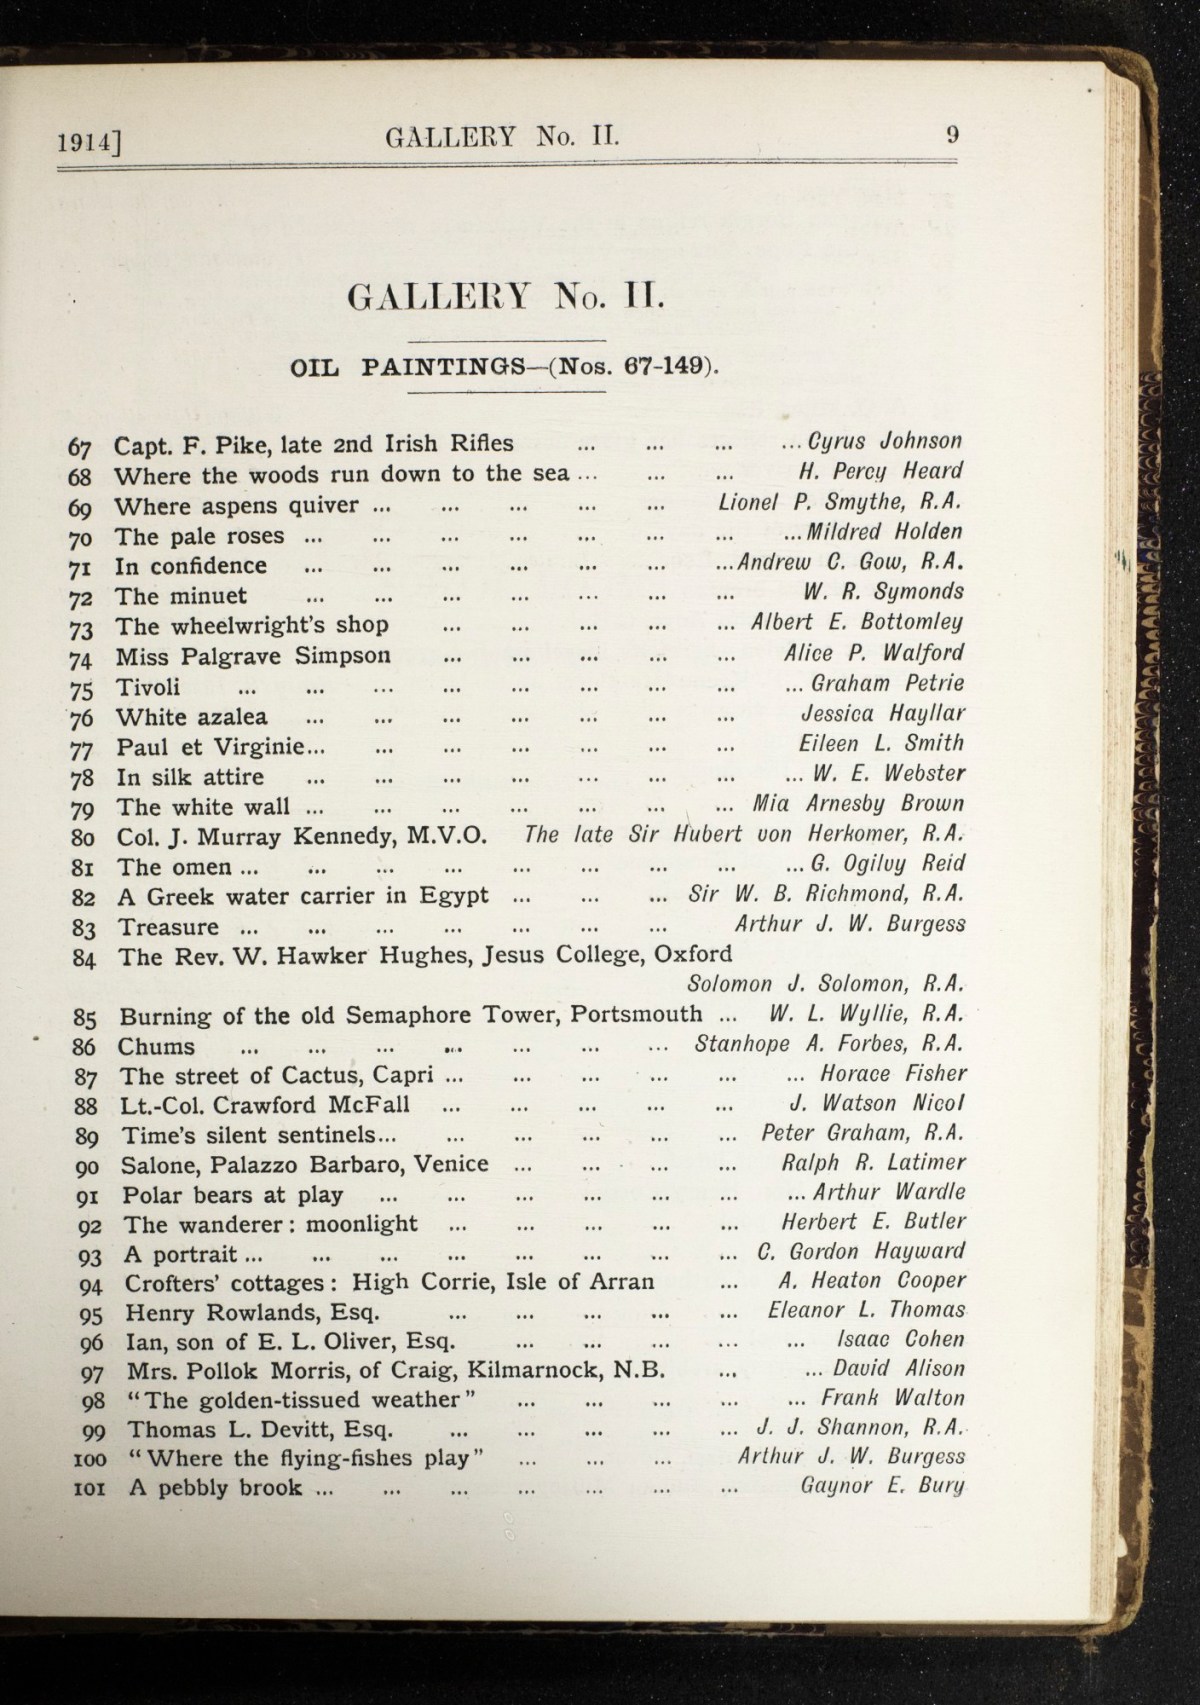 1914] GALLERY No. II. 9
GALLERY No. II.
OIL PAINTINGS—(Nos. 67-149).
67 Capt. F. Pike, late 2nd Irish Rifles ... ... ... ... Cyrus Johnson
68 Where the woods run down to the sea ... ... ... H. Percy Heard
69 Where aspens quiver ... ... ... ... ... Lionel P. Smythe, R.A.
70 The pale roses ... ... ... ... ... ... ... ... Mildred Holden
71 In confidence ... ... ... ... ... ... ... Andrew C. Gow, R.A.
72 The minuet ... ... ... ... ... ... ... W. R. Symonds
73 The wheelwright's shop ... ... ... ... ... Albert E. Bottomley
74 Miss Palgrave Simpson ... ... ... ... ... Alice P. Walford
75 Tivoli ... ... ... ... ... ... ... ... ... Graham Petrie
76 White azalea ... ... ... ... ... ... ... Jessica Hayllar
77 Paul et Virginie... ... ... ... ... ... ... Eileen L. Smith
78 In silk attire ... ... ... ... ... ... ... ... W. E. Webster
79 The white wall ... ... ... ... ... ... ... Mia Arnesby Brown
80 Col. J. Murray Kennedy, M.V.O. The late Sir Hubert von Herkomer, R.A.
81 The omen ... ... ... ... ... ... ... ... ... G. Ogilvy Reid
82 A Greek water carrier in Egypt ... ... ... Sir W. B. Richmond, R.A.
83 Treasure ... ... ... ... ... ... ... Arthur J. W. Burgess
84 The Rev. W. Hawker Hughes, Jesus College, Oxford
Solomon J. Solomon, R.A.
85 Burning of the old Semaphore Tower, Portsmouth ... W. L. Wyllie, R.A.
86 Chums ... ... ... ... ... ... ... Stanhope A. Forbes, R.A.
87 The street of Cactus, Capri ... ... ... ... ... ... Horace Fisher
88 Lt.-Col. Crawford McFall ... ... ... ... ... J. Watson Nicol
89 Time's silent sentinels... ... ... ... ... ... Peter Graham, R.A.
90 Salone, Palazzo Barbaro, Venice ... ... ... ... Ralph R. Latimer
91 Polar bears at play ... ... ... ... ... ... ... Arthur Wardle
92 The wanderer: moonlight ... ... ... ... ... Herbert E. Butler
93 A portrait ... ... ... ... ... ... ... ... C. Gordon Hayward
94 Crofters' cottages: High Corrie, Isle of Arran ... A. Heaton Cooper
95 Henry Rowlands, Esq. ... ... ... ... ... Eleanor L. Thomas
96 Ian, son of E. L. Oliver, Esq. ... ... ... ... ... Isaac Cohen
97 Mrs. Pollok Morris, of Craig, Kilmarnock, N.B. ... ... David Alison
98 “The golden-tissued weather” ... ... ... ... ... Frank Walton
99 Thomas L. Devitt, Esq. ... ... ... ... ... J. J. Shannon, R.A.
100 “Where the flying-fishes play” ... ... ... Arthur J. W. Burgess
101 A pebbly brook ... ... ... ... ... ... ... Gaynor E. Bury